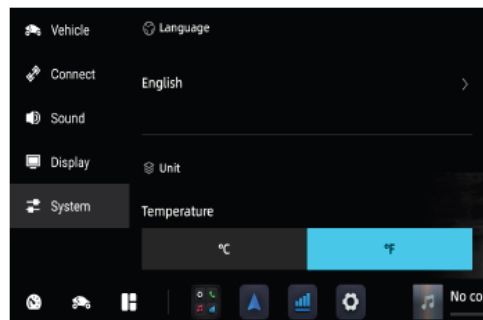 Vehicle
Connect
Sound
Display
System
Language
English
Unit
Temperature
°C
°F
No co